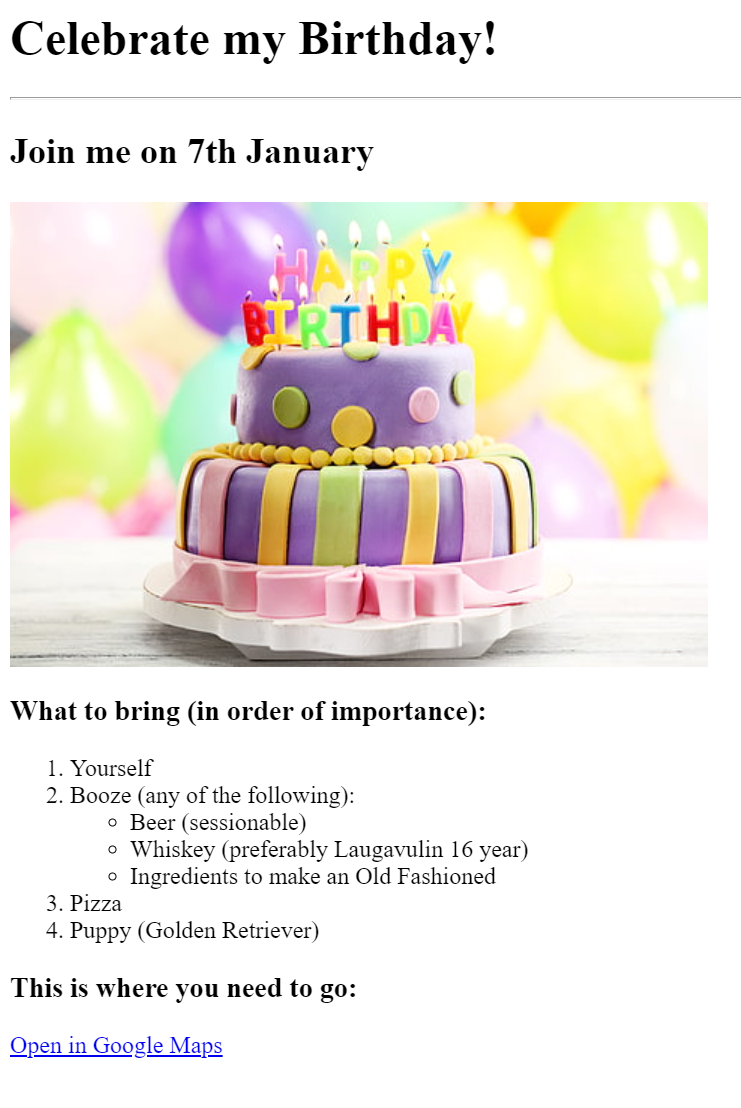 Celebrate my Birthday!
Join me on 7th January
HAPPY
BIRTHDAY
What to bring (in order of importance):
1. Yourself
2. Booze (any of the following):
○ Beer (sessionable)
○ Whiskey (preferably Laugavulin 16 year)
○ Ingredients to make an Old Fashioned
3. Pizza
4. Puppy (Golden Retriever)
This is where you need to go:
Open in Google Maps